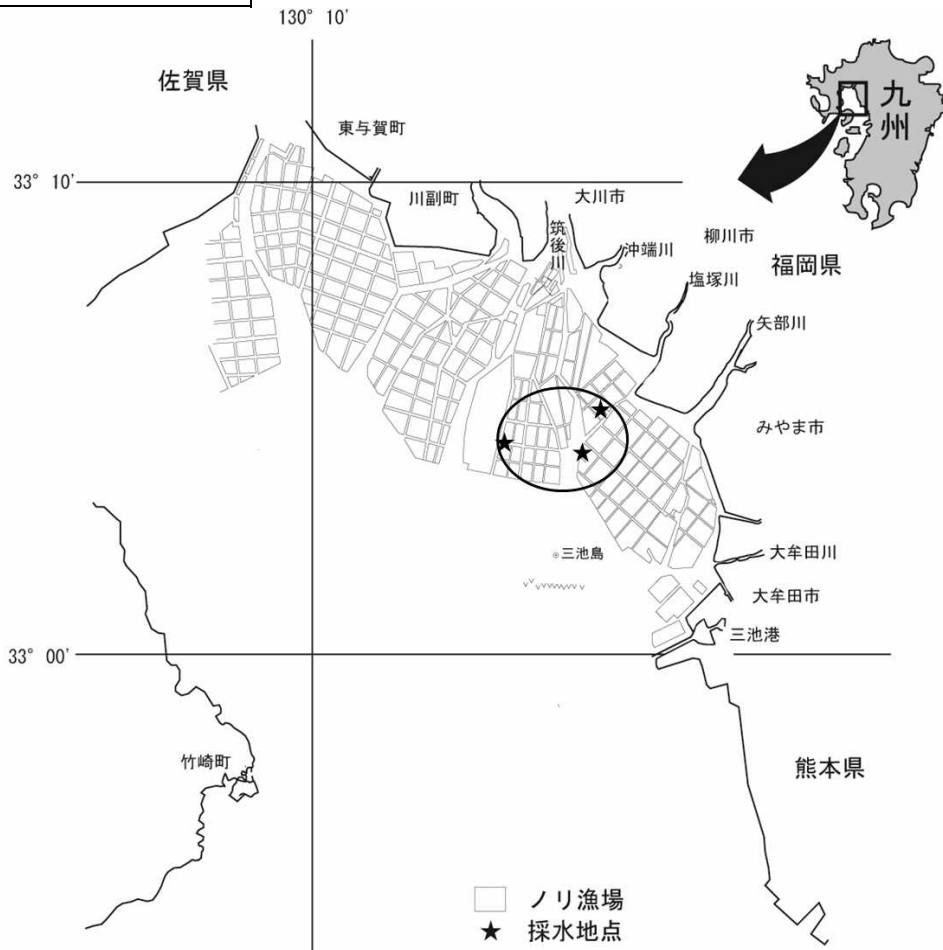 130° 10'
佐賀県
東与賀町
九州
33° 10'
川副町
大川市
筑後川
沖端川
柳川市
福岡県
塩塚川
矢部川
みやま市
三池島
大牟田川
大牟田市
三池港
33° 00'
竹崎町
熊本県
ノリ漁場
採水地点